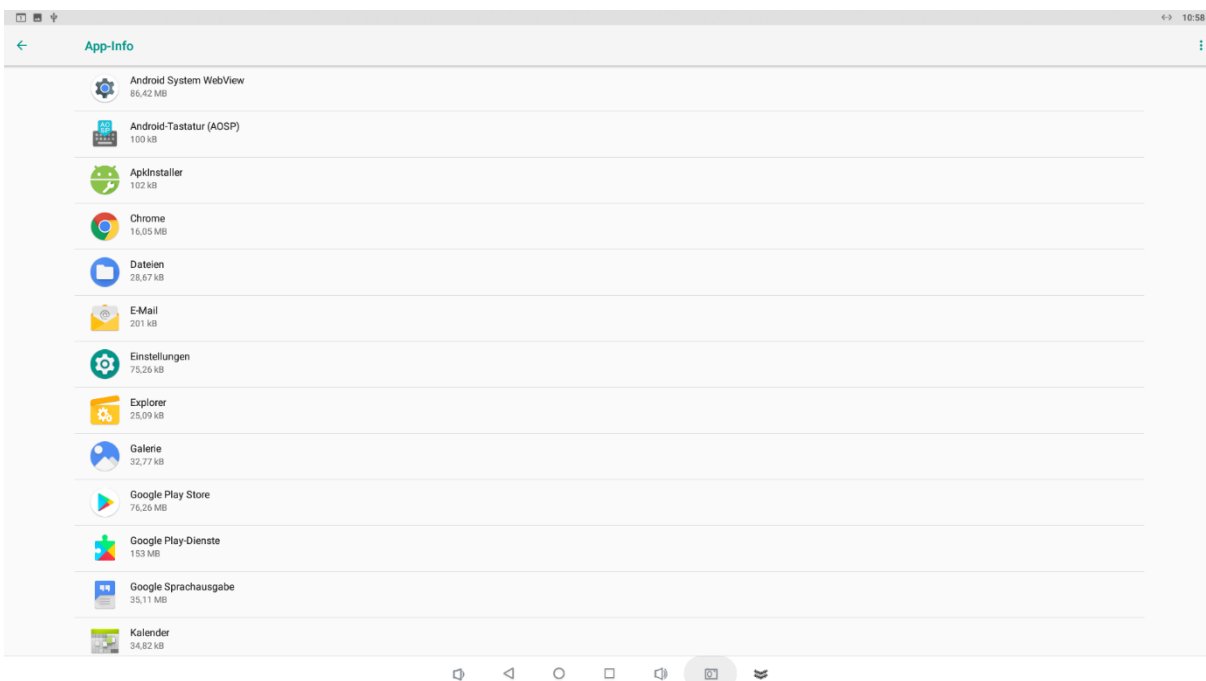 10:58
App-Info
Android System WebView
86,42 MB
Android-Tastatur (AOSP)
100 kB
ApkInstaller
102 kB
Chrome
16,05 MB
Dateien
28,67 kB
E-Mail
201 kB
Einstellungen
75,26 kB
Explorer
25,09 kB
Galerie
32,77 kB
Google Play Store
76,26 MB
Google Play-Dienste
153 MB
Google Sprachausgabe
35,11 MB
Kalender
34,82 kB